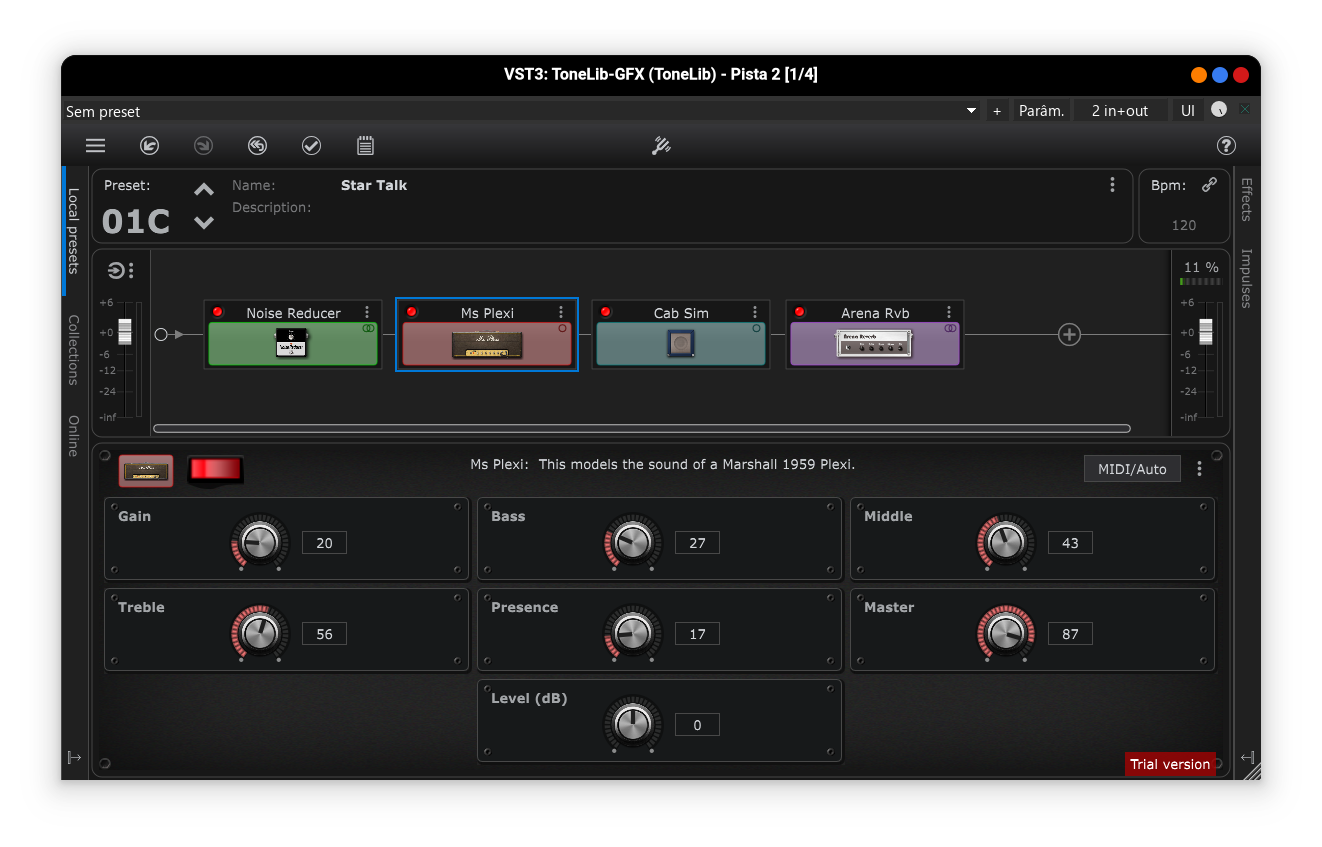 VST3: ToneLib-GFX (ToneLib) - Pista 2 [1/4]
Sem preset
+ Parâm. 2 in+out UI
Local presets
Collections
Online
Preset:
01C
Name: Star Talk
Description:
Bpm:
120
Effects
Impulses
+6
+0
-6
-12
-24
-inf
Noise Reducer
Ms Plexi
Cab Sim
Arena Rvb
Arena Reverb
11 %
+6
+0
-6
-12
-24
-inf
Ms Plexi: This models the sound of a Marshall 1959 Plexi.
MIDI/Auto
Gain
20
Bass
27
Middle
43
Treble
56
Presence
17
Master
87
Level (dB)
0
Trial version